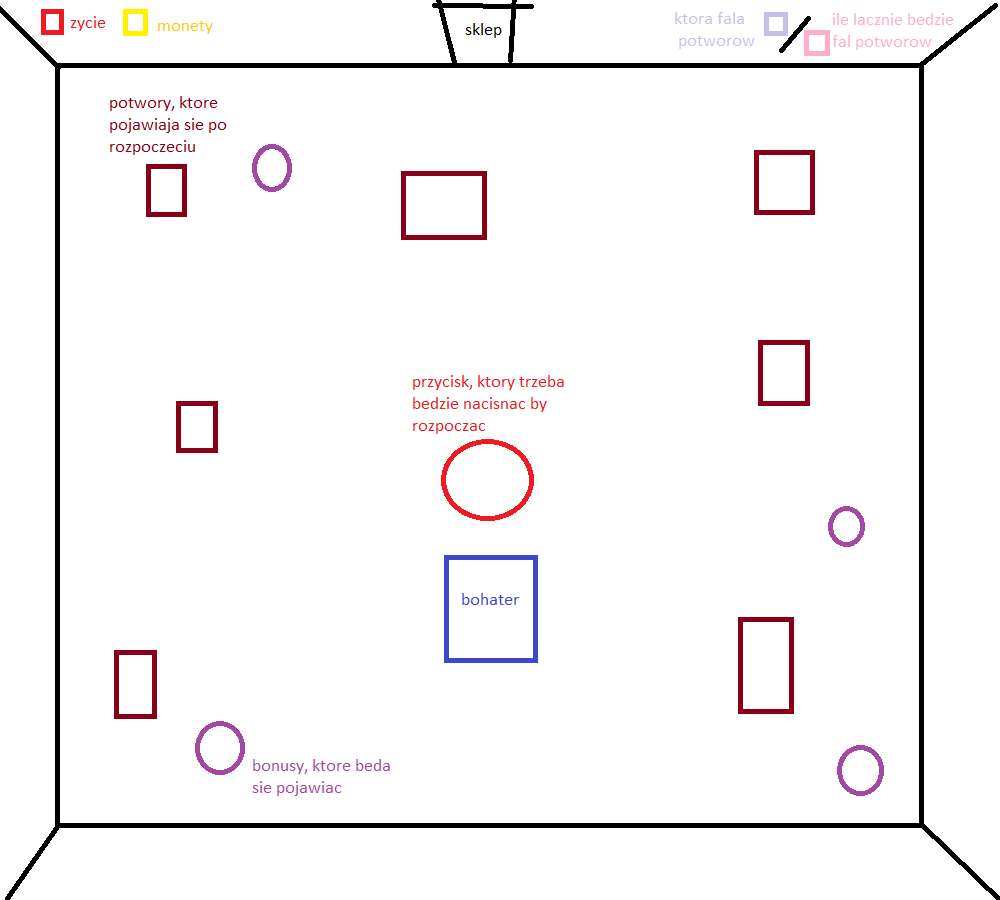 zycie
monety
sklep
ktora fala
potworow
ile lacznie bedzie
fal potworow
potwory, ktore
pojawiaja sie po
rozpoczeciu
przycisk, ktory trzeba
bedzie nacisnac by
rozpoczac
bohater
bonusy, ktore beda
sie pojawiac